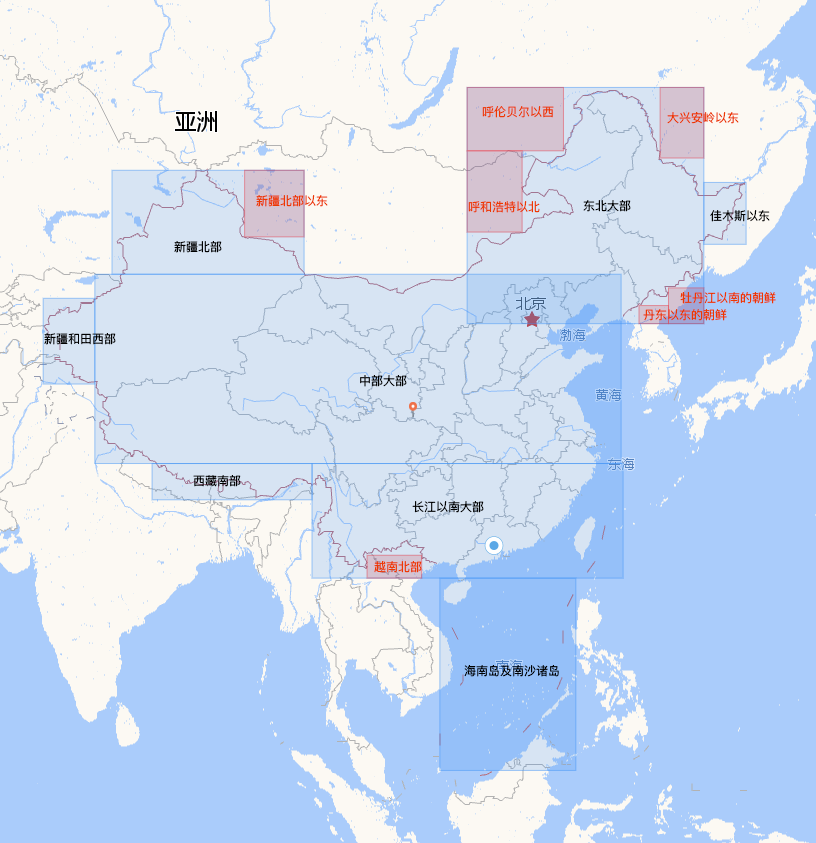 呼伦贝尔以西
大兴安岭以东
亚洲
新疆北部以东
呼和浩特以北
东北大部
佳木斯以东
新疆北部
牡丹江以南的朝鲜
北京
丹东以东的朝鲜
渤海
新疆和田西部
中部大部
黄海
东海
西藏南部
长江以南大部
越南北部
南海
海南岛及南沙诸岛